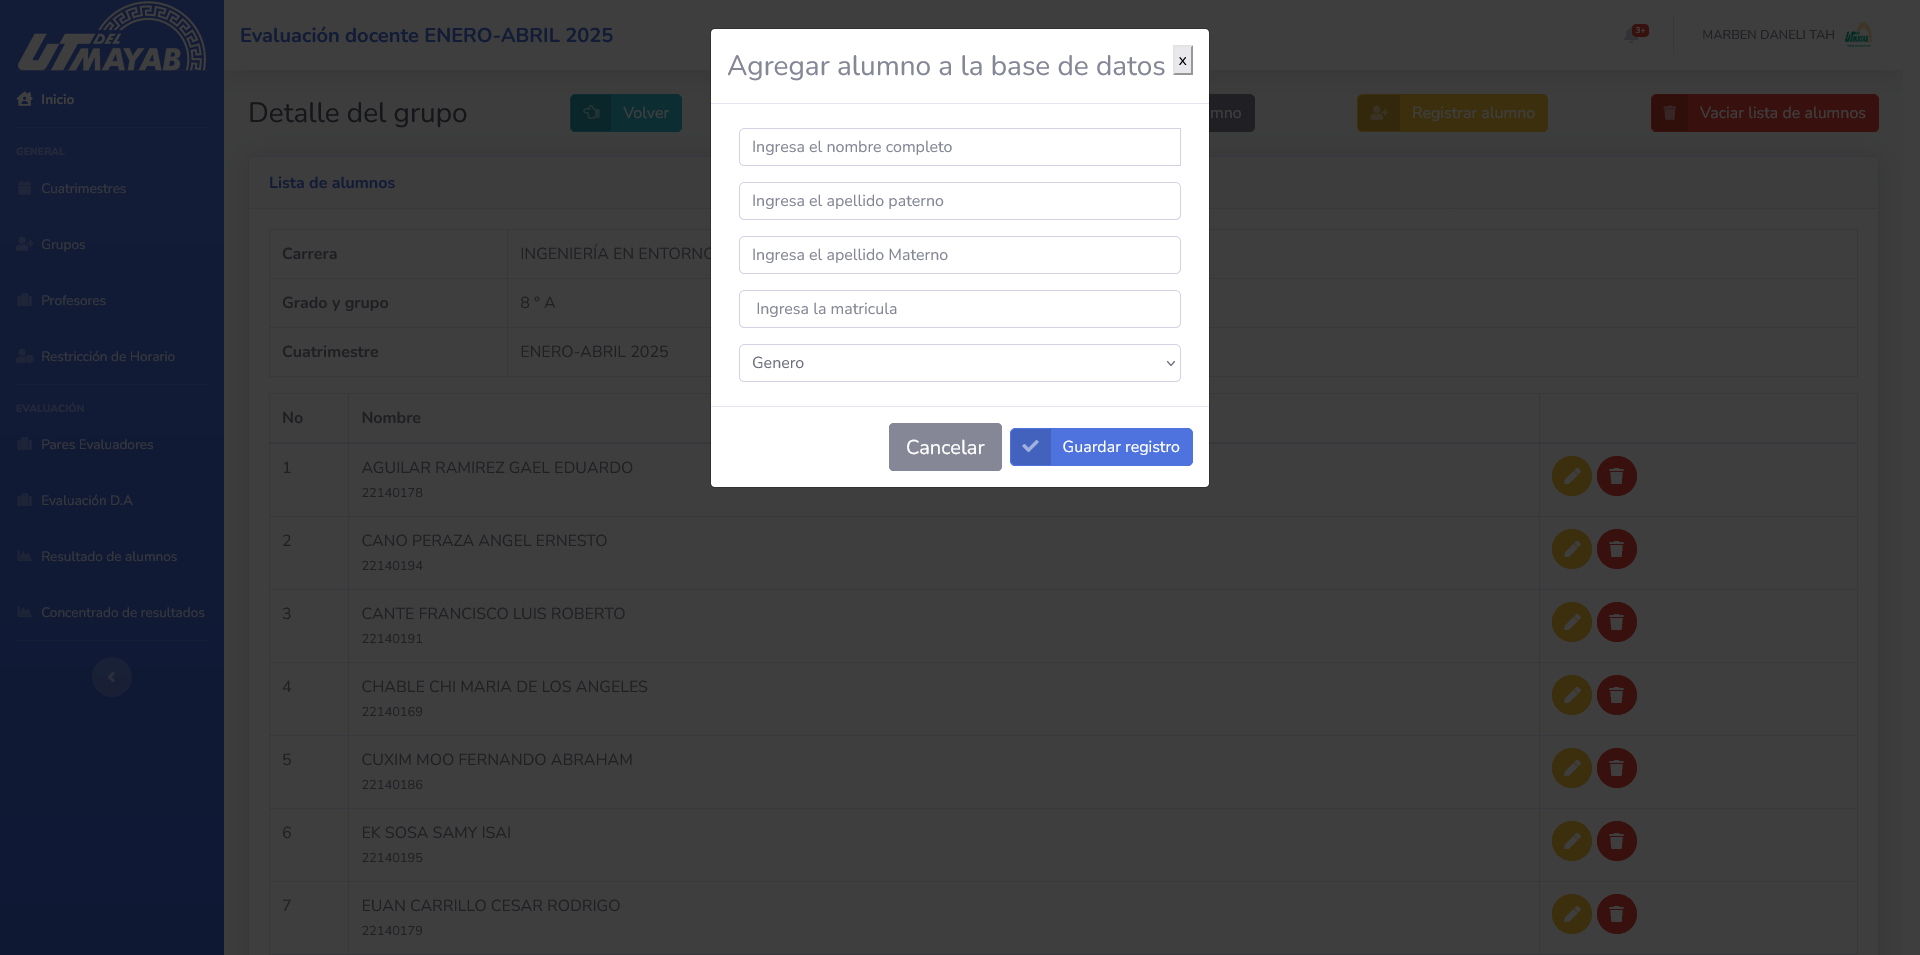 UT DEL MAYAB
Inicio
GENERAL
Cuatrimestres
Grupos
Profesores
Restricción de Horario
EVALUACIÓN
Pares Evaluadores
Evaluación D.A
Resultado de alumnos
Concentrado de resultados
Evaluación docente ENERO-ABRIL 2025
3+
MARBEN DANELI TAH
Detalle del grupo
Volver
mno
Registrar alumno
Vaciar lista de alumnos
Lista de alumnos
Carrera INGENIERÍA EN ENTORNO
Grado y grupo 8 ° A
Cuatrimestre ENERO-ABRIL 2025
No Nombre
1 AGUILAR RAMIREZ GAEL EDUARDO
22140178
2 CANO PERAZA ANGEL ERNESTO
22140194
3 CANTE FRANCISCO LUIS ROBERTO
22140191
4 CHABLE CHI MARIA DE LOS ANGELES
22140169
5 CUXIM MOO FERNANDO ABRAHAM
22140186
6 EK SOSA SAMY ISAI
22140195
7 EUAN CARRILLO CESAR RODRIGO
22140179
Agregar alumno a la base de datos
x
Ingresa el nombre completo
Ingresa el apellido paterno
Ingresa el apellido Materno
Ingresa la matricula
Genero
Cancelar
Guardar registro